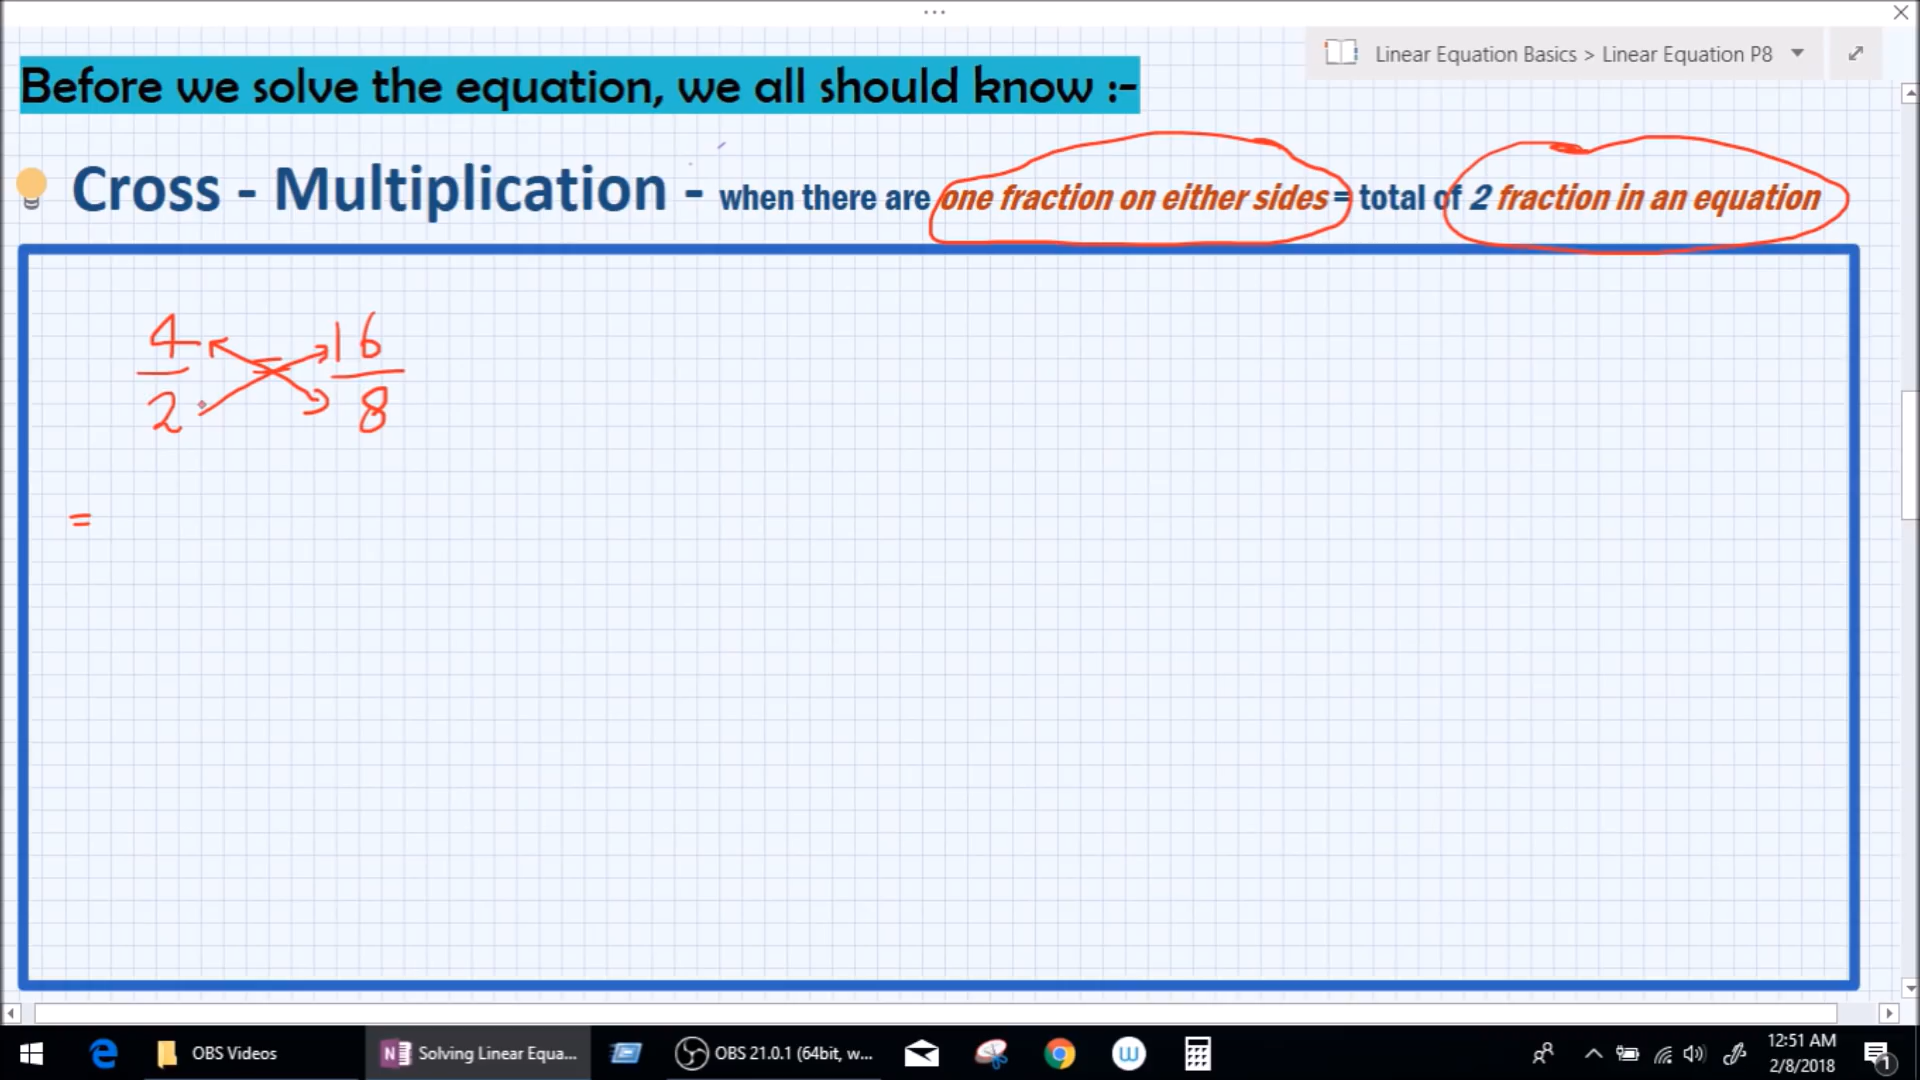 Linear Equation Basics > Linear Equation P8
Before we solve the equation, we all should know :-
Cross - Multiplication - when there are one fraction on either sides = total of 2 fraction in an equation
4 = 16
2 8
=
OBS Videos
Solving Linear Equa...
OBS 21.0.1 (64bit, w...
12:51 AM
2/8/2018
1